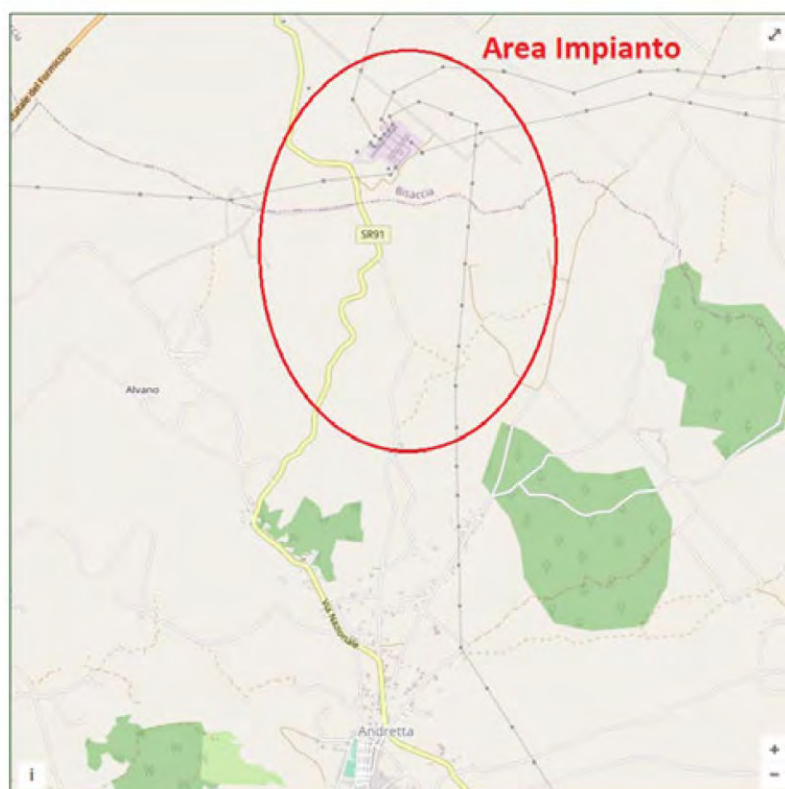 Area Impianto
Bisaccia
SR91
Alvano
Via Nazionale
Andretta
i
+
−